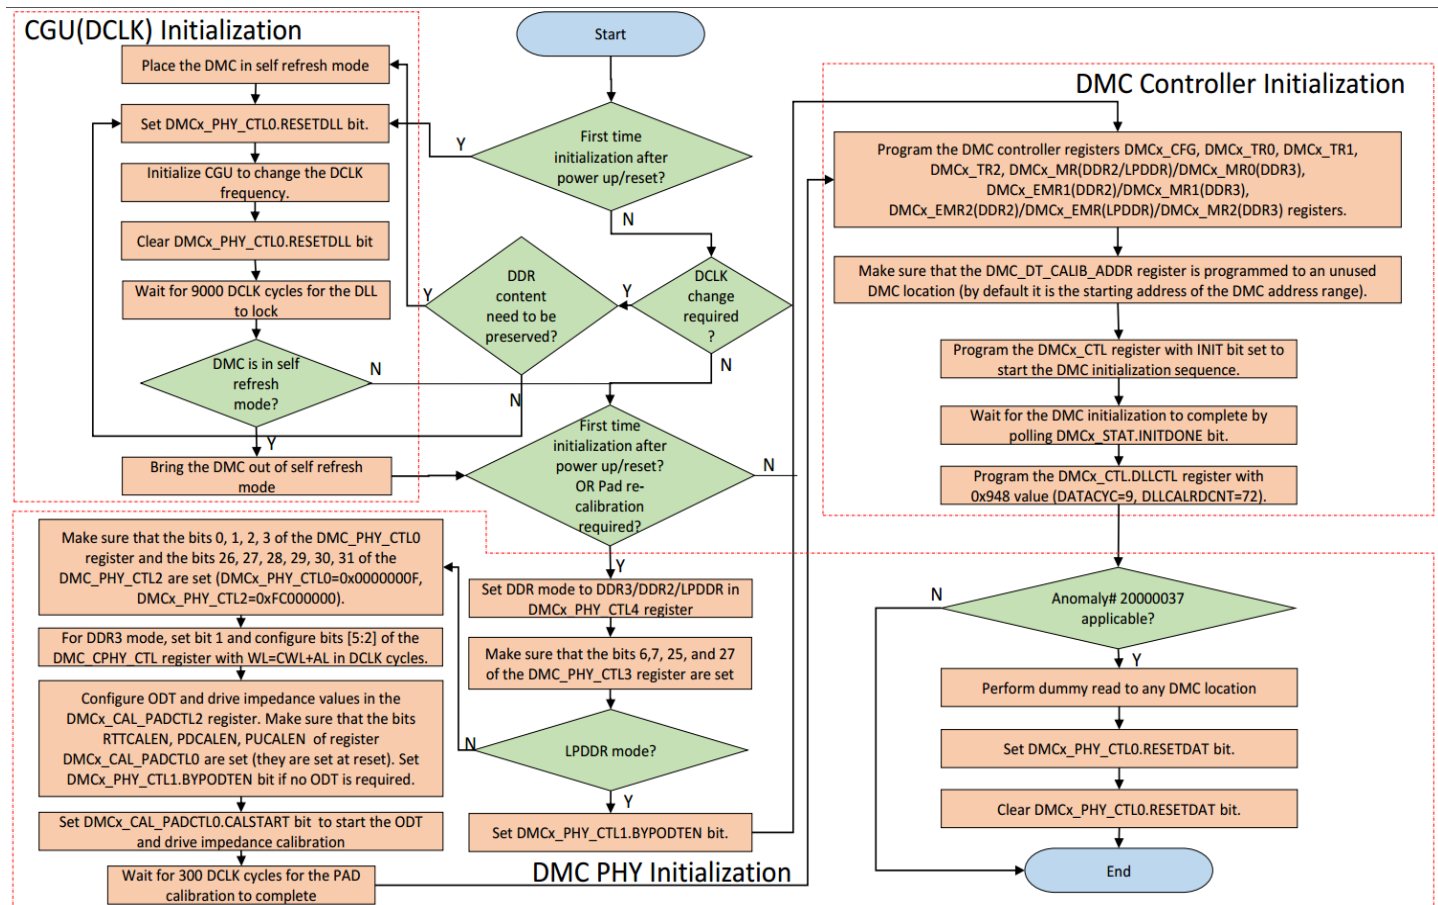 CGU(DCLK) Initialization
Place the DMC in self refresh mode
Set DMCx_PHY_CTL0.RESETDLL bit.
Initialize CGU to change the DCLK
frequency.
Clear DMCx_PHY_CTL0.RESETDLL bit
Wait for 9000 DCLK cycles for the DLL
to lock
DMC is in self
refresh
mode?
N
Y
Bring the DMC out of self refresh
mode
Start
First time
initialization after
power up/reset?
Y
N
DCLK
change
required
?
Y
N
DDR
content
need to be
preserved?
Y
N
First time
initialization after
power up/reset?
OR Pad re-
calibration
required?
N
Y
Set DDR mode to DDR3/DDR2/LPDDR in
DMCx_PHY_CTL4 register
Make sure that the bits 6,7, 25, and 27
of the DMC_PHY_CTL3 register are set
LPDDR mode?
N
Y
Set DMCx_PHY_CTL1.BYPODTEN bit.
DMC PHY Initialization
Make sure that the bits 0, 1, 2, 3 of the DMC_PHY_CTL0
register and the bits 26, 27, 28, 29, 30, 31 of the
DMC_PHY_CTL2 are set (DMCx_PHY_CTL0=0x0000000F,
DMCx_PHY_CTL2=0xFC000000).
For DDR3 mode, set bit 1 and configure bits [5:2] of the
DMC_CPHY_CTL register with WL=CWL+AL in DCLK cycles.
Configure ODT and drive impedance values in the
DMCx_CAL_PADCTL2 register. Make sure that the bits
RTTCALEN, PDCALEN, PUCALEN of register
DMCx_CAL_PADCTL0 are set (they are set at reset). Set
DMCx_PHY_CTL1.BYPODTEN bit if no ODT is required.
Set DMCx_CAL_PADCTL0.CALSTART bit to start the ODT
and drive impedance calibration
Wait for 300 DCLK cycles for the PAD
calibration to complete
DMC Controller Initialization
Program the DMC controller registers DMCx_CFG, DMCx_TR0, DMCx_TR1,
DMCx_TR2, DMCx_MR(DDR2/LPDDR)/DMCx_MR0(DDR3),
DMCx_EMR1(DDR2)/DMCx_MR1(DDR3),
DMCx_EMR2(DDR2)/DMCx_EMR(LPDDR)/DMCx_MR2(DDR3) registers.
Make sure that the DMC_DT_CALIB_ADDR register is programmed to an unused
DMC location (by default it is the starting address of the DMC address range).
Program the DMCx_CTL register with INIT bit set to
start the DMC initialization sequence.
Wait for the DMC initialization to complete by
polling DMCx_STAT.INITDONE bit.
Program the DMCx_CTL.DLLCTL register with
0x948 value (DATACYC=9, DLLCALRDCNT=72).
Anomaly# 20000037
applicable?
N
Y
Perform dummy read to any DMC location
Set DMCx_PHY_CTL0.RESETDAT bit.
Clear DMCx_PHY_CTL0.RESETDAT bit.
End